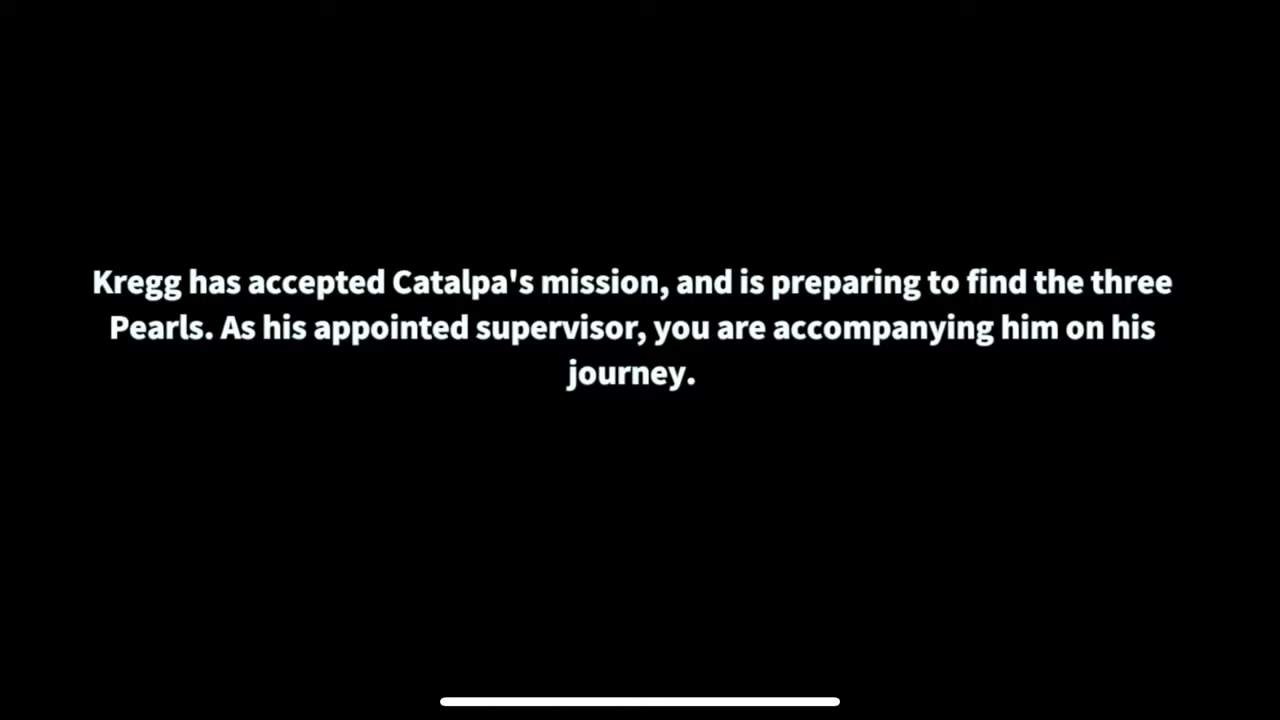 Kregg has accepted Catalpa's mission, and is preparing to find the three
Pearls. As his appointed supervisor, you are accompanying him on his
journey.